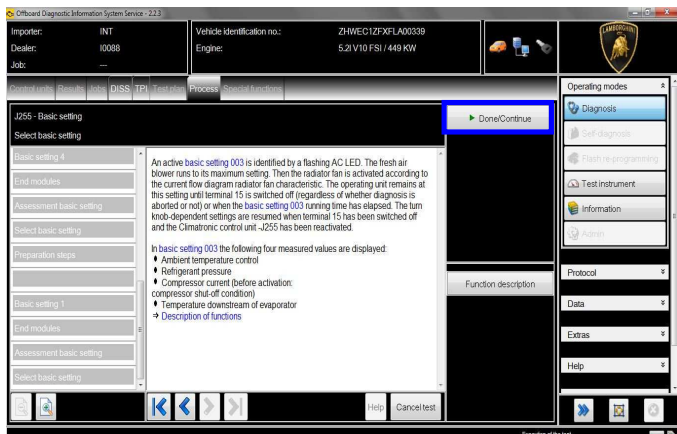 Offboard Diagnostic Information System Service - 2.2.3
Importer: INT
Dealer: I0088
Job: ---
Vehicle identification no.: ZHWEC1ZFXFLA00339
Engine: 5.2l V10 FSI / 449 KW
LAMBORGHINI
Control units Results Jobs DISS TPI Test plan Process Special functions
J255 - Basic setting
Select basic setting
Basic setting 4
End modules
Assessment basic setting
Select basic setting
Preparation steps
Basic setting 1
End modules
Assessment basic setting
Select basic setting
An active basic setting 003 is identified by a flashing AC LED. The fresh air
blower runs to its maximum setting. Then the radiator fan is activated according to
the current flow diagram radiator fan characteristic. The operating unit remains at
this setting until terminal 15 is switched off (regardless of whether diagnosis is
aborted or not) or when the basic setting 003 running time has elapsed. The turn
knob-dependent settings are resumed when terminal 15 has been switched off
and the Climatronic control unit -J255 has been reactivated.
In basic setting 003 the following four measured values are displayed:
Ambient temperature control
Refrigerant pressure
Compressor current (before activation:
compressor shut-off condition)
Temperature downstream of evaporator
→ Description of functions
Help
Cancel test
Done/Continue
Function description
Operating modes
Diagnosis
Self-diagnosis
Flash re-programming
Test instrument
Information
Admin
Protocol
Data
Extras
Help